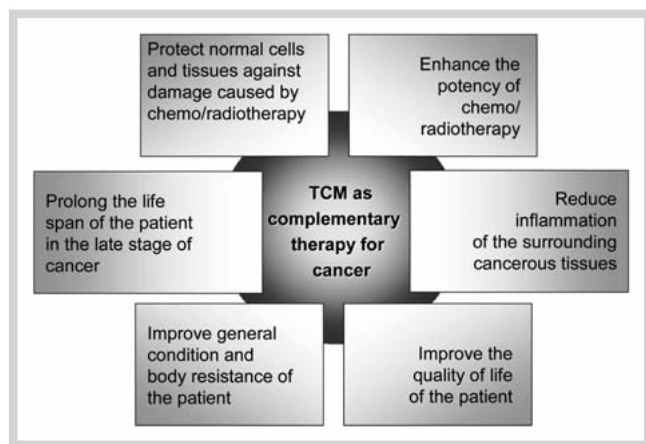 Protect normal cells
and tissues against
damage caused by
chemo/radiotherapy
Enhance the
potency of
chemo/
radiotherapy
Prolong the life
span of the patient
in the late stage of
cancer
TCM as
complementary
therapy for
cancer
Reduce
inflammation
of the surrounding
cancerous tissues
Improve general
condition and
body resistance of
the patient
Improve the
quality of life
of the patient